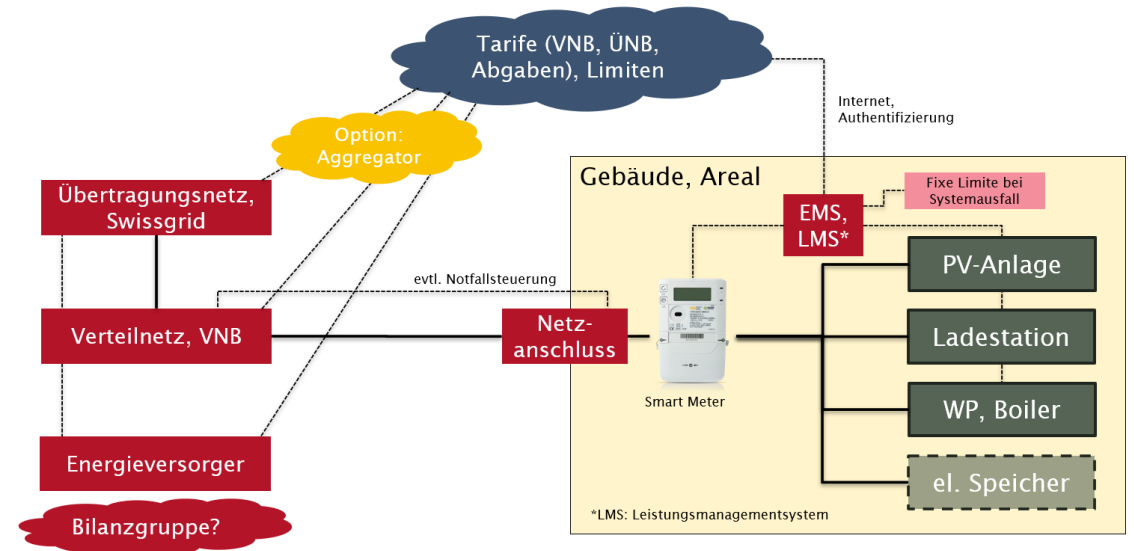 Tarife (VNB, ÜNB,
Abgaben), Limiten
Internet,
Authentifizierung
Option:
Aggregator
Gebäude, Areal
Übertragungsnetz,
Swissgrid
EMS,
LMS*
Fixe Limite bei
Systemausfall
PV-Anlage
evtl. Notfallsteuerung
Verteilnetz, VNB
Netz-
anschluss
Ladestation
Smart Meter
WP, Boiler
Energieversorger
el. Speicher
Bilanzgruppe?
*LMS: Leistungsmanagementsystem